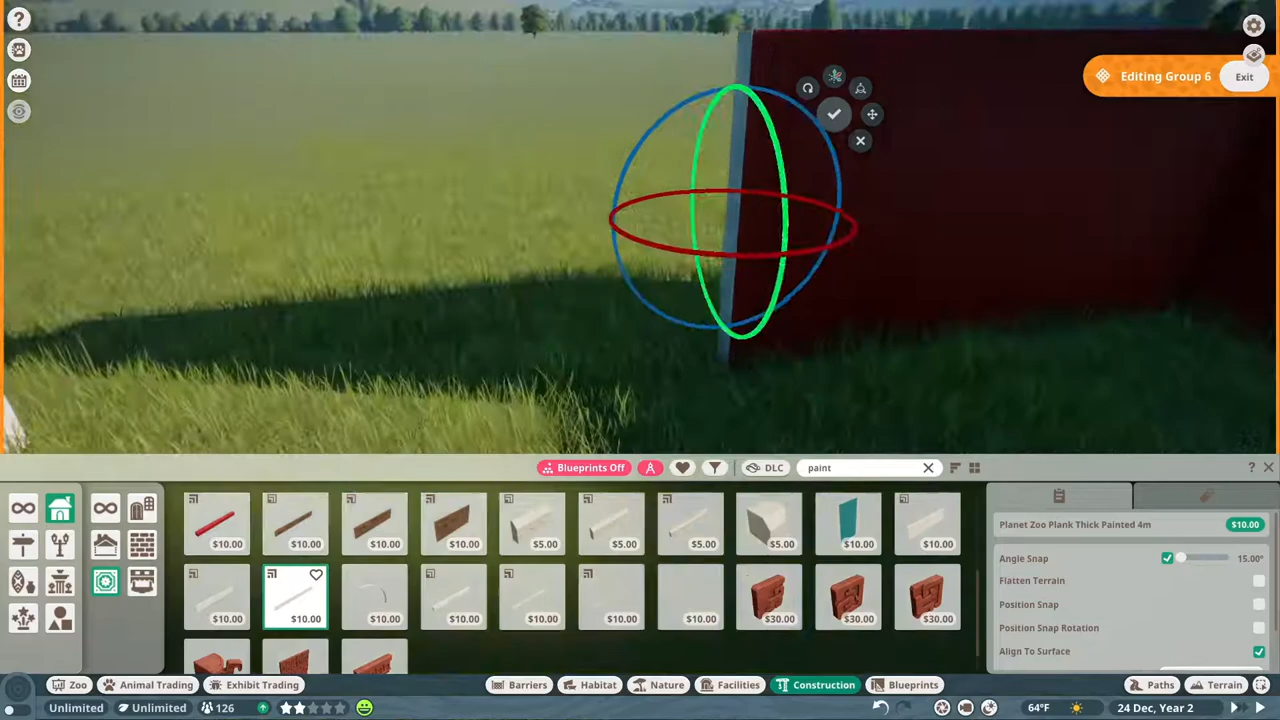 ?
Editing Group 6
Exit
Blueprints Off
DLC
paint
?
$10.00
$10.00
$10.00
$10.00
$5.00
$5.00
$5.00
$5.00
$10.00
$10.00
$10.00
$10.00
$10.00
$10.00
$10.00
$10.00
$10.00
$30.00
$30.00
$30.00
Planet Zoo Plank Thick Painted 4m
$10.00
Angle Snap
15.00°
Flatten Terrain
Position Snap
Position Snap Rotation
Align To Surface
Zoo
Animal Trading
Exhibit Trading
Barriers
Habitat
Nature
Facilities
Construction
Blueprints
Paths
Terrain
Unlimited
Unlimited
126
64°F
24 Dec, Year 2